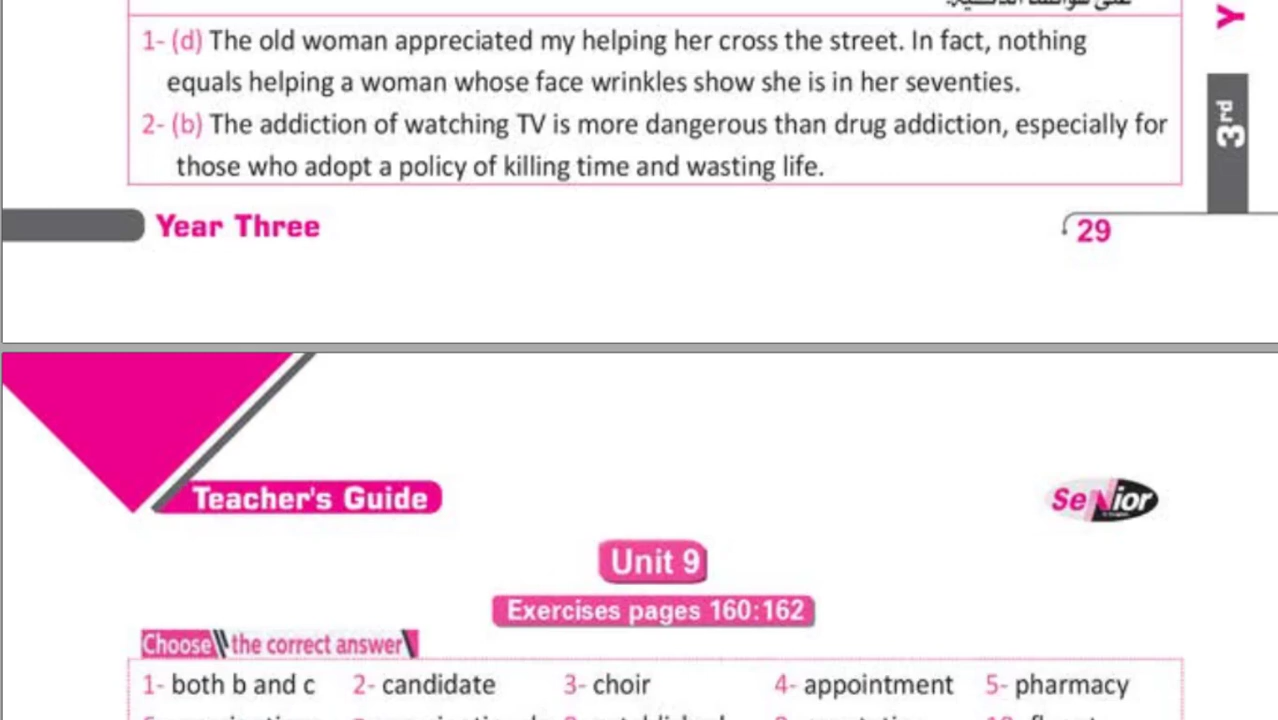 1- (d) The old woman appreciated my helping her cross the street. In fact, nothing
equals helping a woman whose face wrinkles show she is in her seventies.
2- (b) The addiction of watching TV is more dangerous than drug addiction, especially for
those who adopt a policy of killing time and wasting life.
Y
3rd
Year Three
29
Teacher's Guide
Senior
Unit 9
Exercises pages 160:162
Choose the correct answer
1- both b and c 2- candidate 3- choir 4- appointment 5- pharmacy